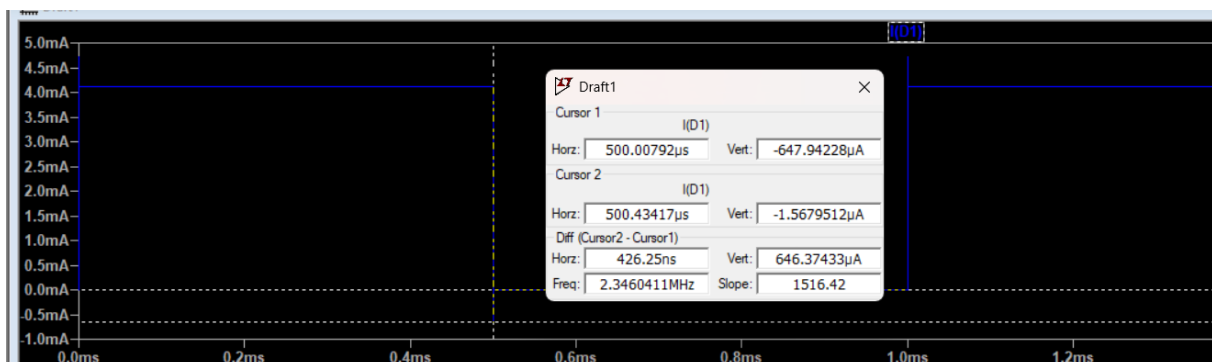 I(D1)
5.0mA
4.5mA
4.0mA
3.5mA
3.0mA
2.5mA
2.0mA
1.5mA
1.0mA
0.5mA
0.0mA
-0.5mA
-1.0mA
0.0ms 0.2ms 0.4ms 0.6ms 0.8ms 1.0ms 1.2ms
Draft1
Cursor 1
I(D1)
Horz: 500.00792µs Vert: -647.94228µA
Cursor 2
I(D1)
Horz: 500.43417µs Vert: -1.5679512µA
Diff (Cursor2 - Cursor1)
Horz: 426.25ns Vert: 646.37433µA
Freq: 2.3460411MHz Slope: 1516.42